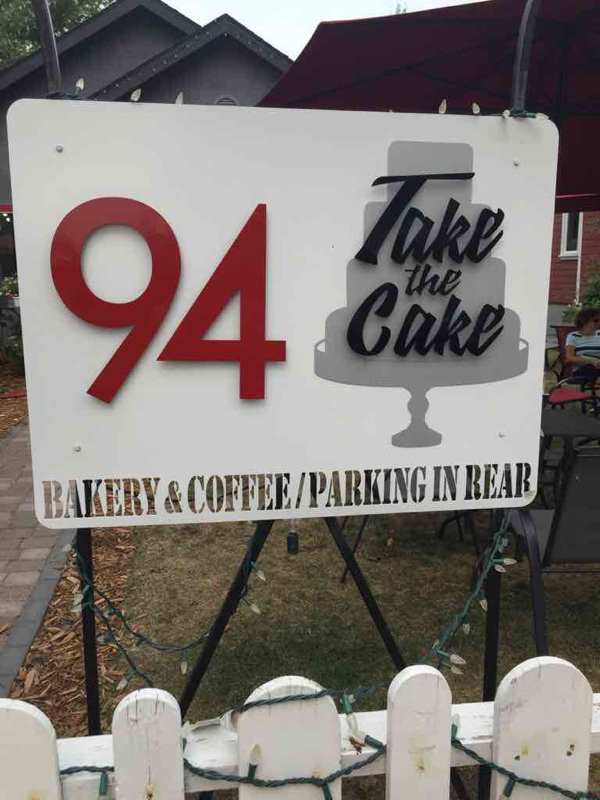 94
Take
the
Cake
BAKERY & COFFEE / PARKING IN REAR